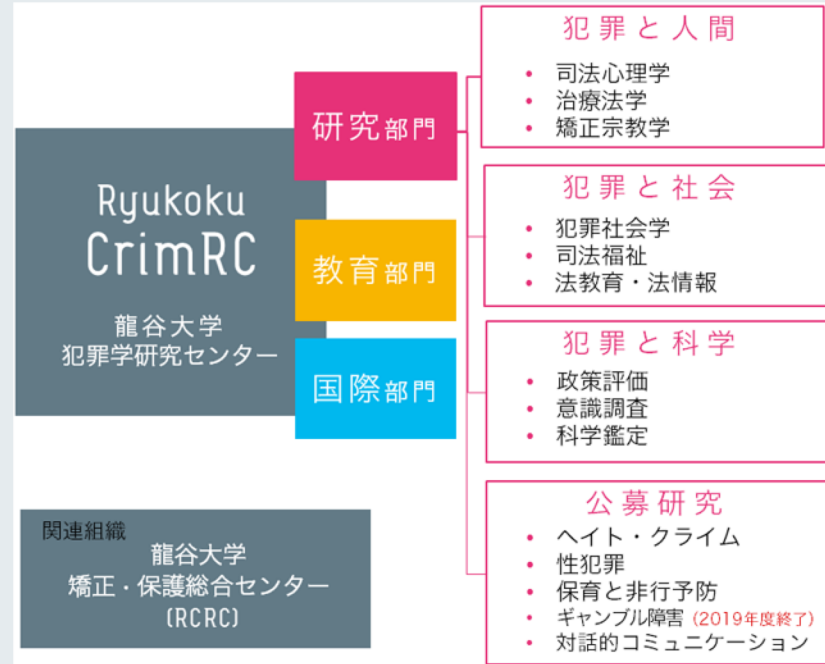 Ryukoku
CrimRC
龍谷大学
犯罪学研究センター
研究部門
教育部門
国際部門
犯罪と人間
• 司法心理学
• 治療法学
• 矯正宗教学
犯罪と社会
• 犯罪社会学
• 司法福祉
• 法教育・法情報
犯罪と科学
• 政策評価
• 意識調査
• 科学鑑定
公募研究
• ヘイト・クライム
• 性犯罪
• 保育と非行予防
• ギャンブル障害（2019年度終了）
• 対話的コミュニケーション
関連組織
龍谷大学
矯正・保護総合センター
(RCRC)